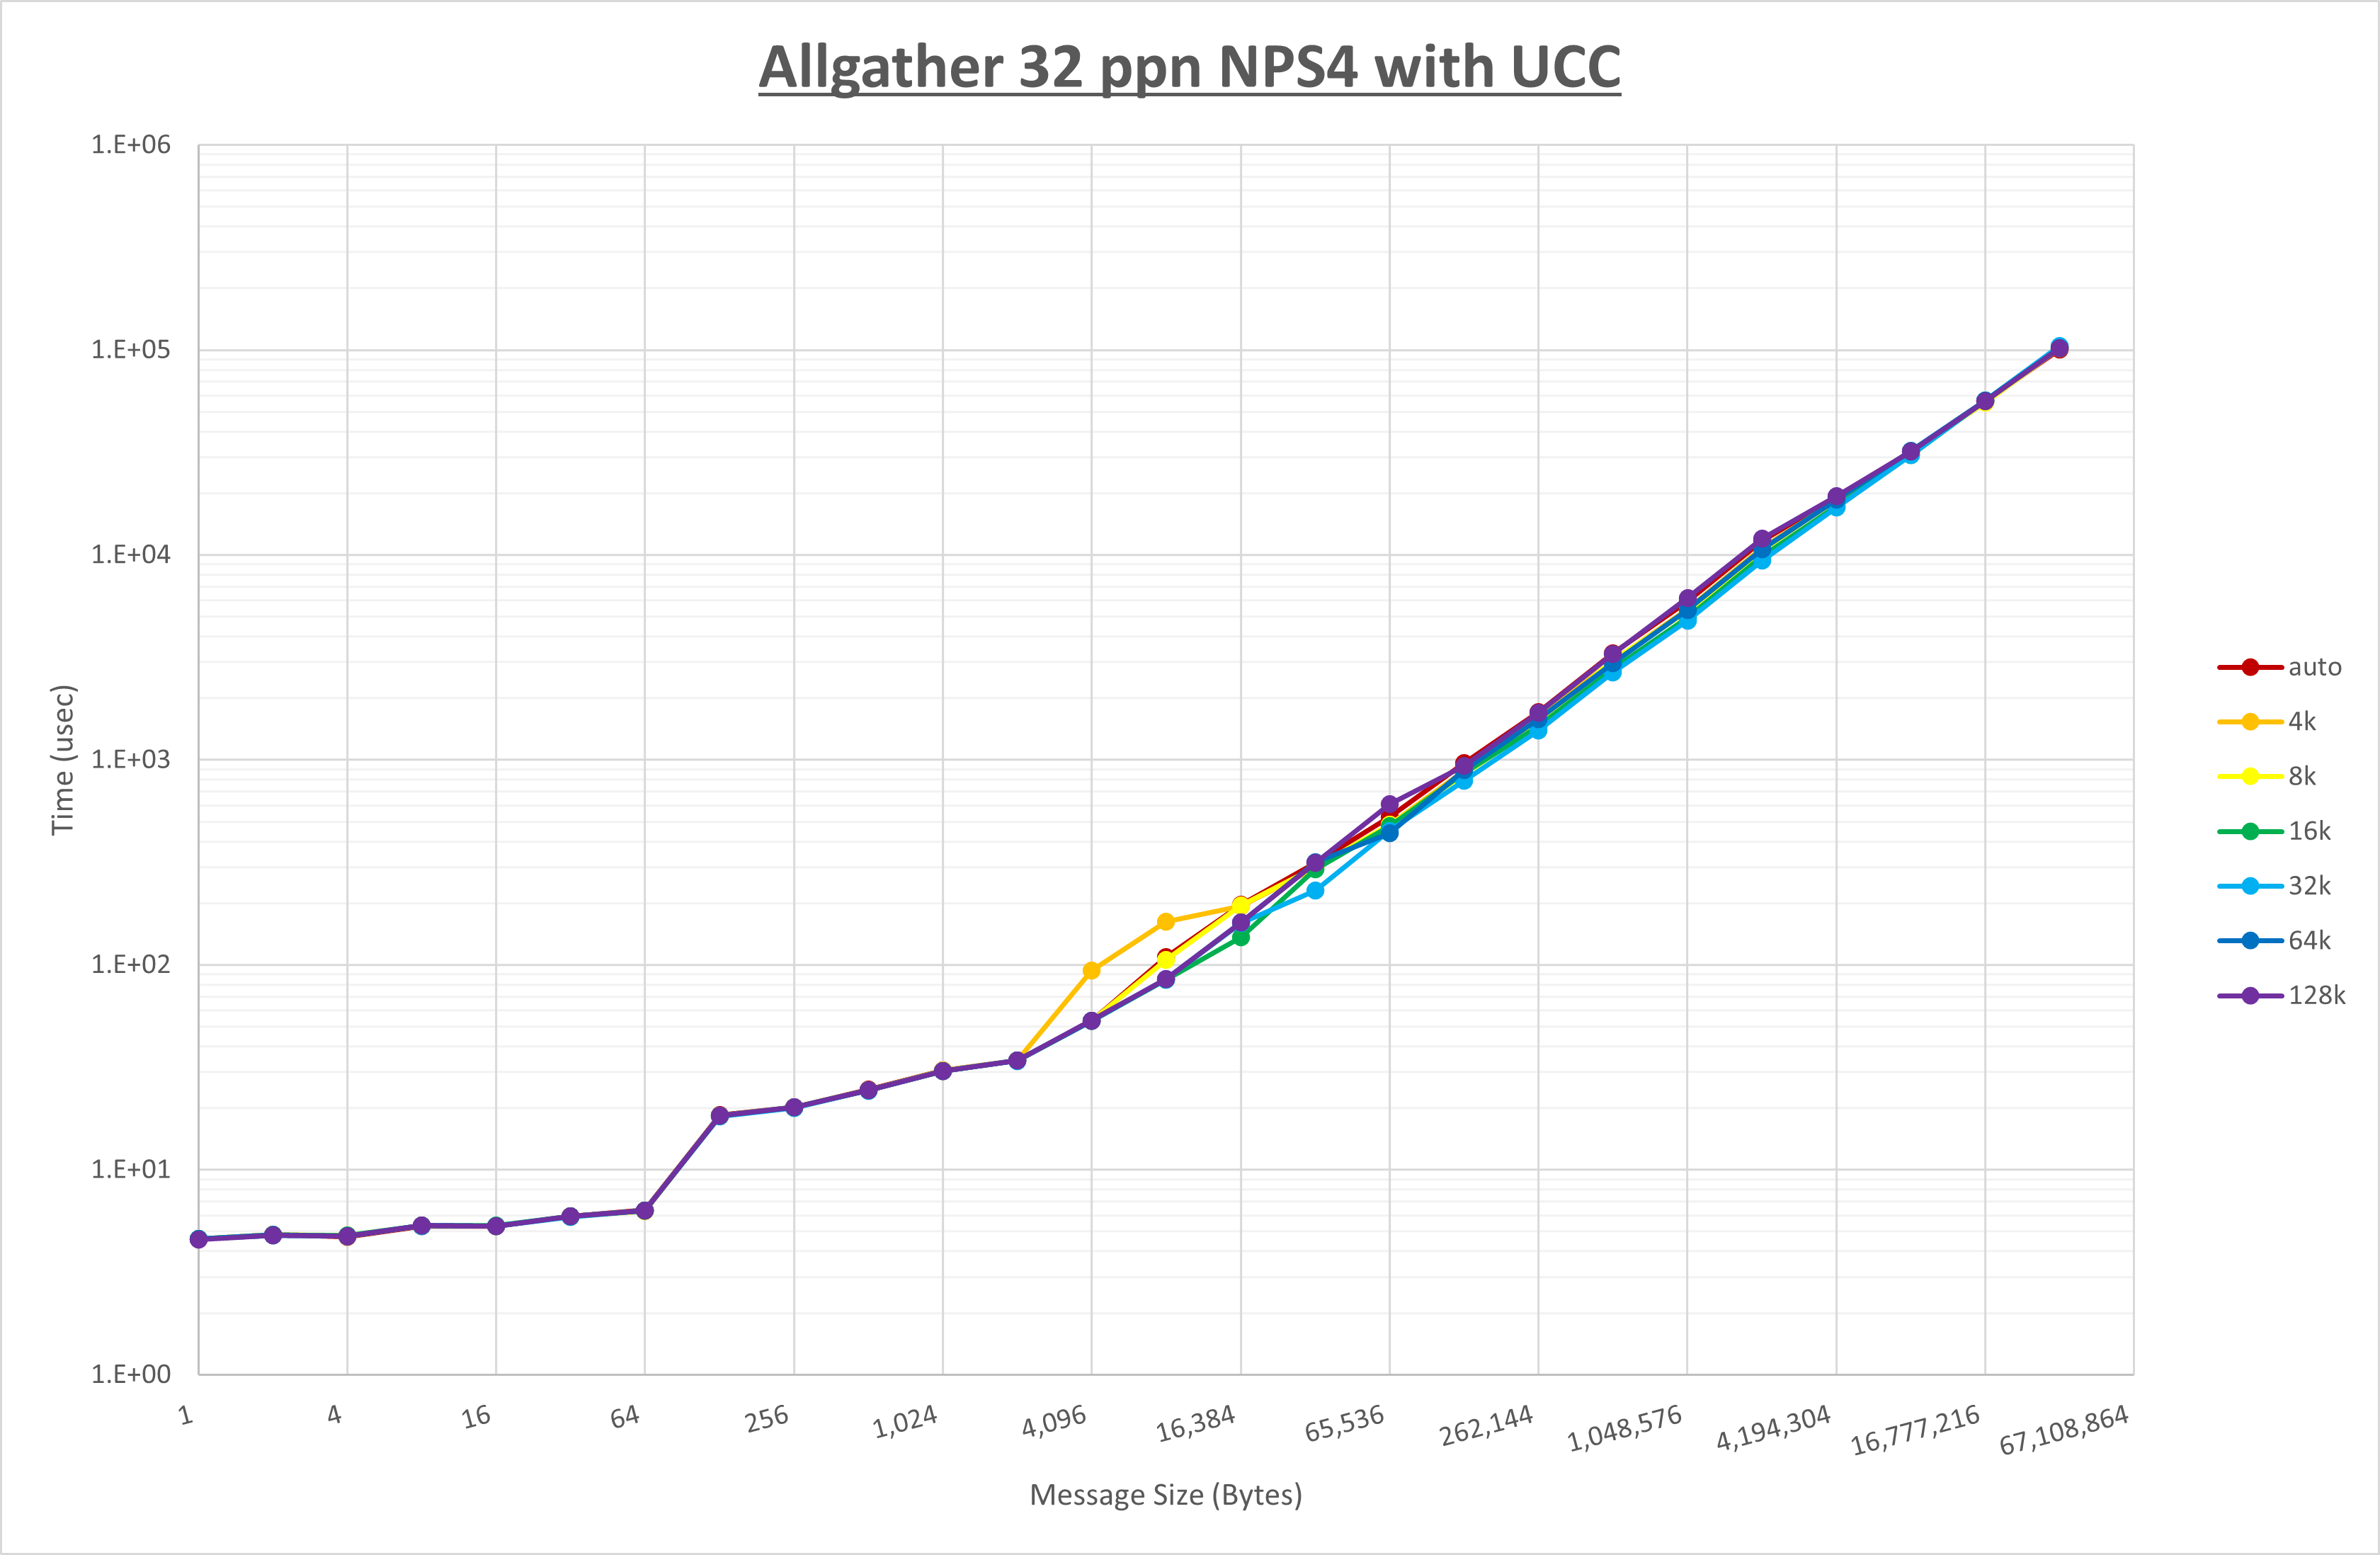 Allgather 32 ppn NPS4 with UCC
1.E+06
1.E+05
1.E+04
1.E+03
1.E+02
1.E+01
1.E+00
Time (usec)
1
4
16
64
256
1,024
4,096
16,384
65,536
262,144
1,048,576
4,194,304
16,777,216
67,108,864
Message Size (Bytes)
auto
4k
8k
16k
32k
64k
128k